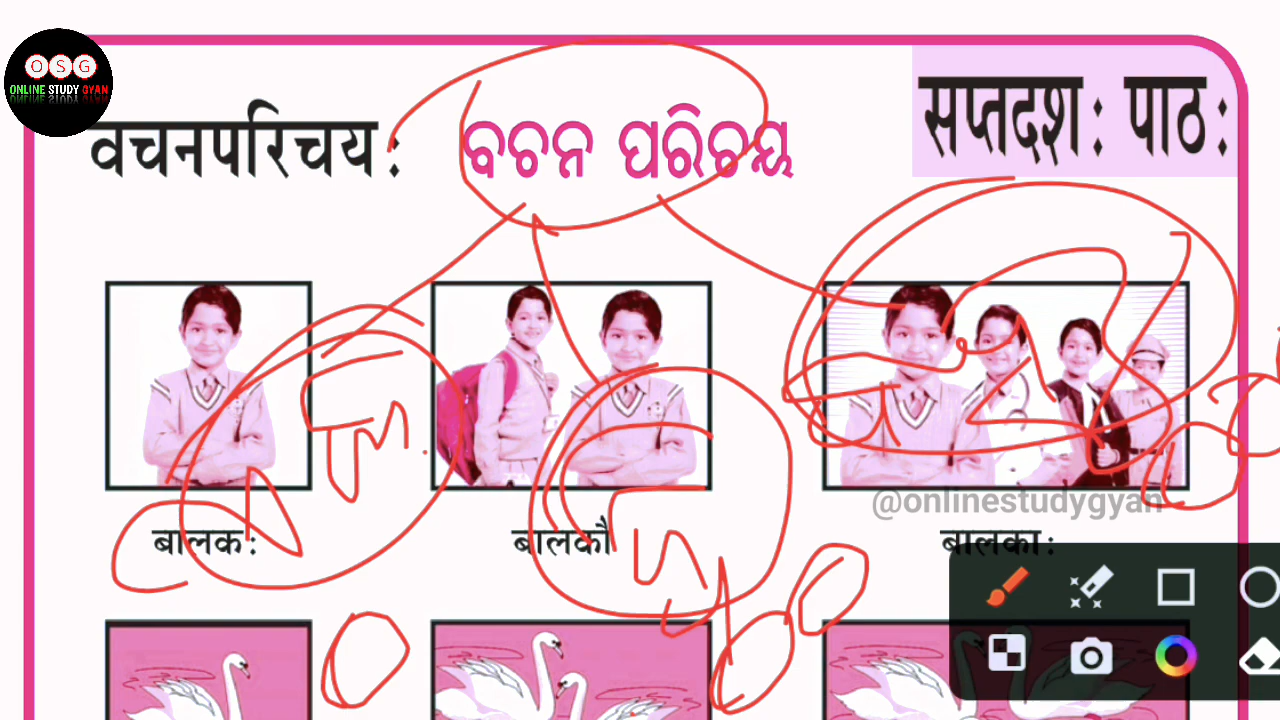 OSG
ONLINE STUDY GYAN
सप्तदशः पाठः
वचनपरिचयः ବଚନ ପରିଚୟ
@onlinestudygyan
बालकः बालकौ बालकाः